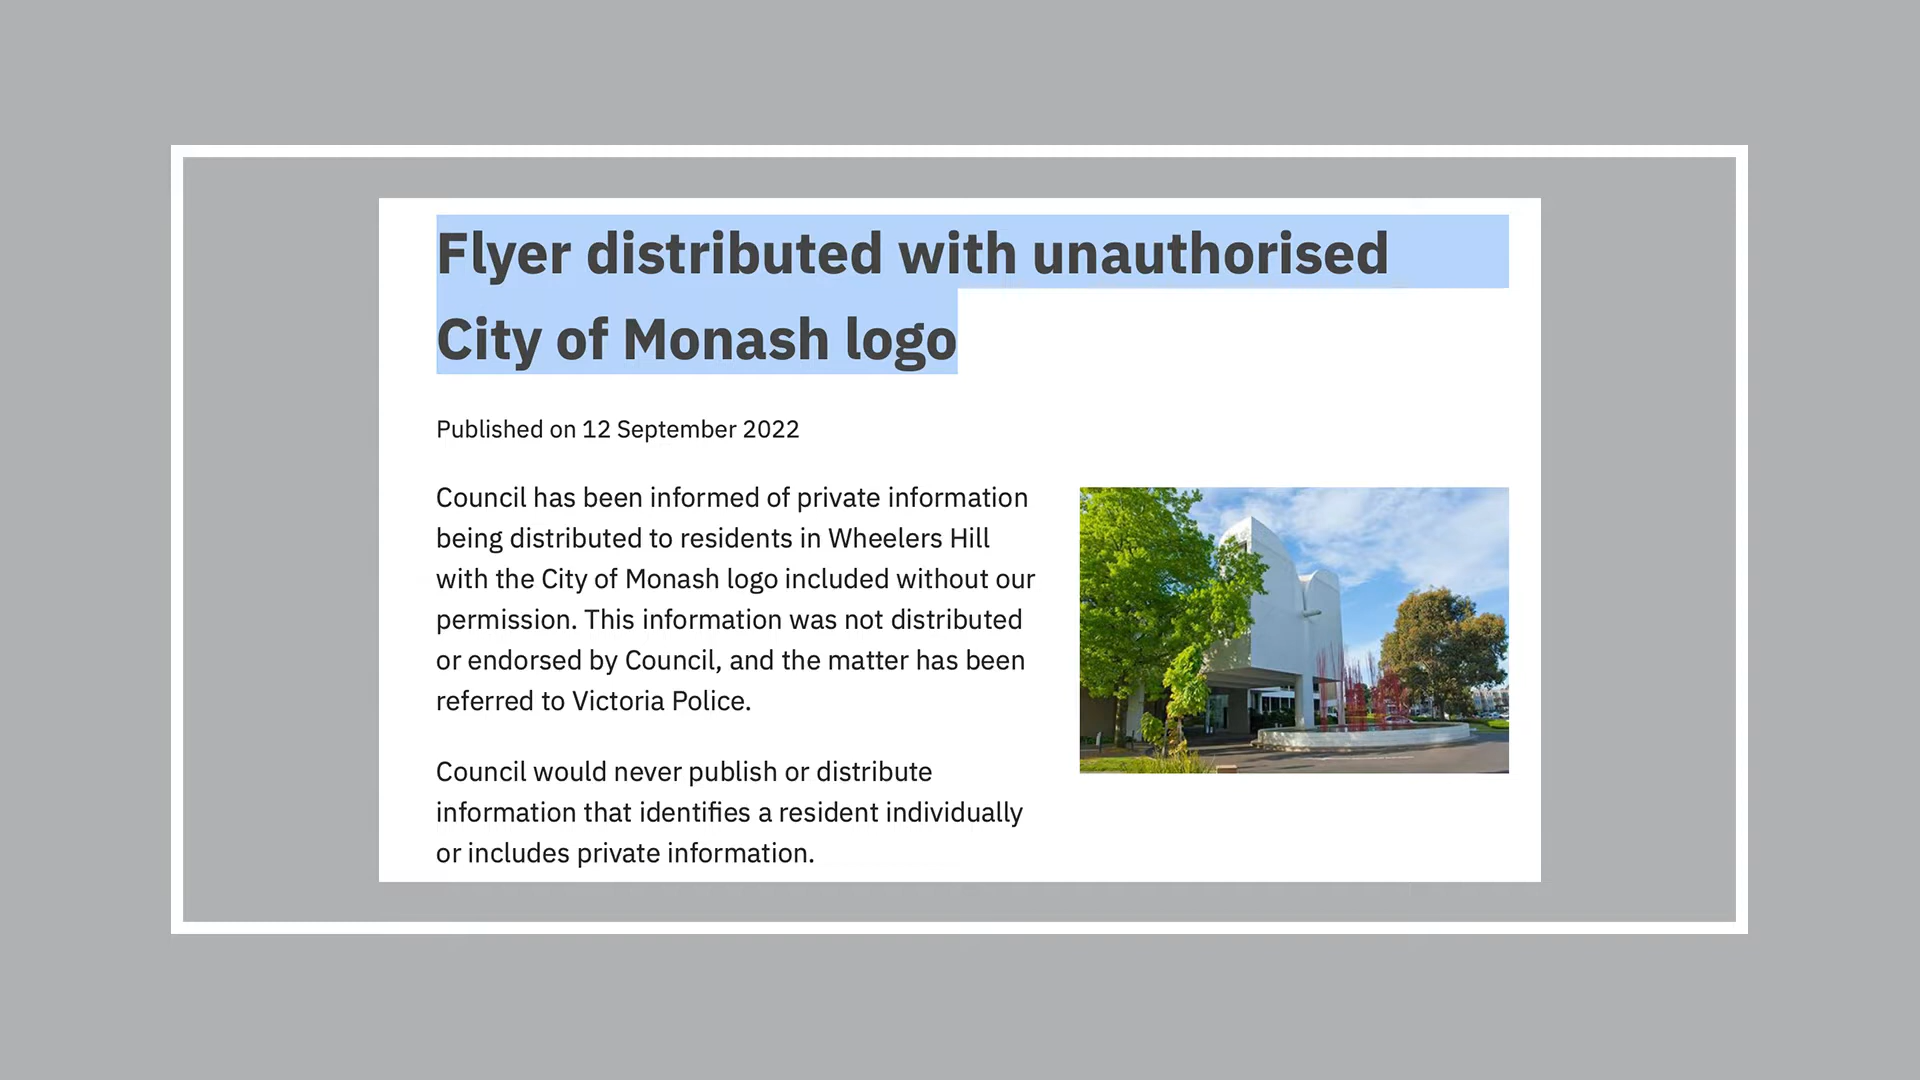 Flyer distributed with unauthorised
City of Monash logo
Published on 12 September 2022
Council has been informed of private information
being distributed to residents in Wheelers Hill
with the City of Monash logo included without our
permission. This information was not distributed
or endorsed by Council, and the matter has been
referred to Victoria Police.
Council would never publish or distribute
information that identifies a resident individually
or includes private information.